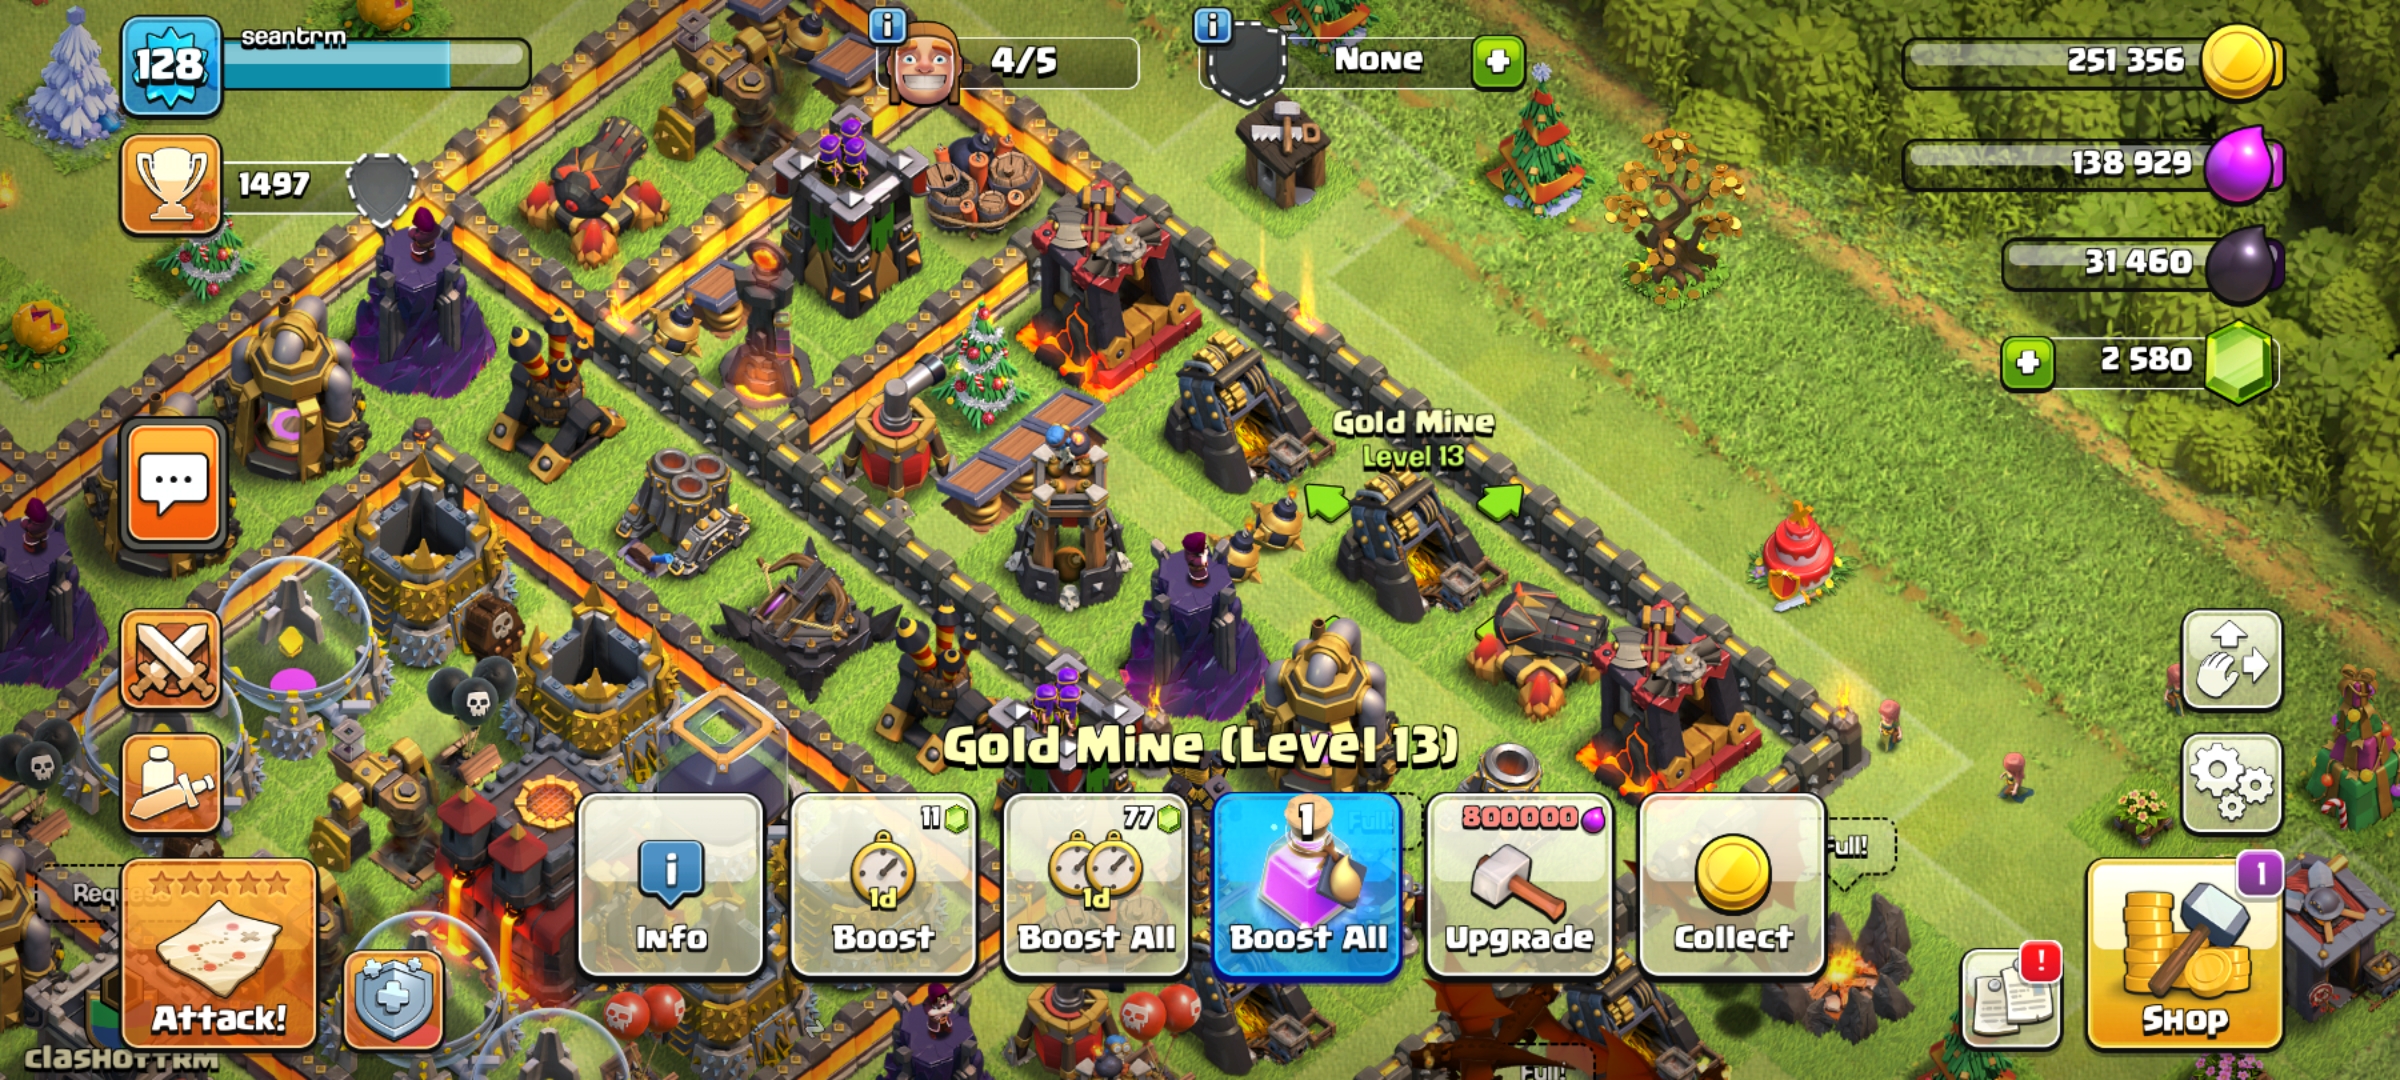 128
seantrm
4/5
None
251 356
1497
138 929
31 460
2 580
Gold Mine
Level 13
Gold Mine (Level 13)
11
77
1
800000
1d
1d
Full!
Full!
Info
Boost
Boost All
Boost All
Upgrade
Collect
Attack!
1
Shop
clashottrm
Full!